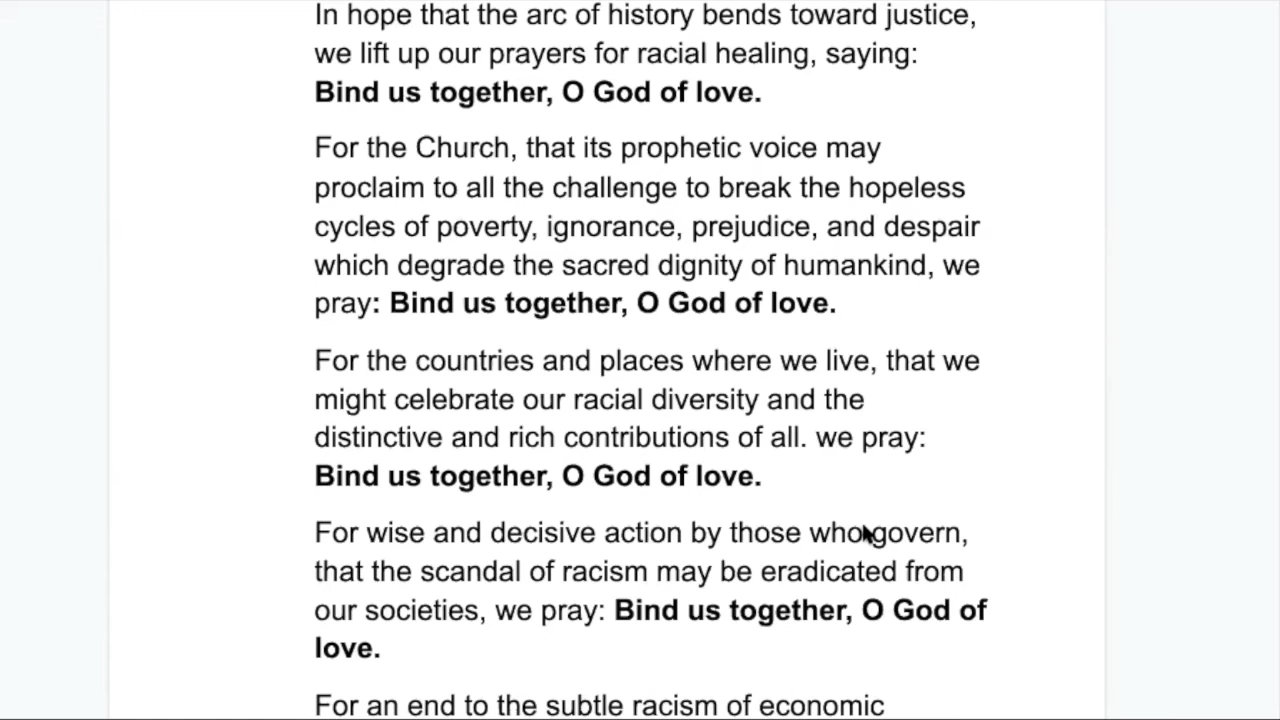 In hope that the arc of history bends toward justice,
we lift up our prayers for racial healing, saying:
Bind us together, O God of love.
For the Church, that its prophetic voice may
proclaim to all the challenge to break the hopeless
cycles of poverty, ignorance, prejudice, and despair
which degrade the sacred dignity of humankind, we
pray: Bind us together, O God of love.
For the countries and places where we live, that we
might celebrate our racial diversity and the
distinctive and rich contributions of all. we pray:
Bind us together, O God of love.
For wise and decisive action by those who govern,
that the scandal of racism may be eradicated from
our societies, we pray: Bind us together, O God of
love.
For an end to the subtle racism of economic